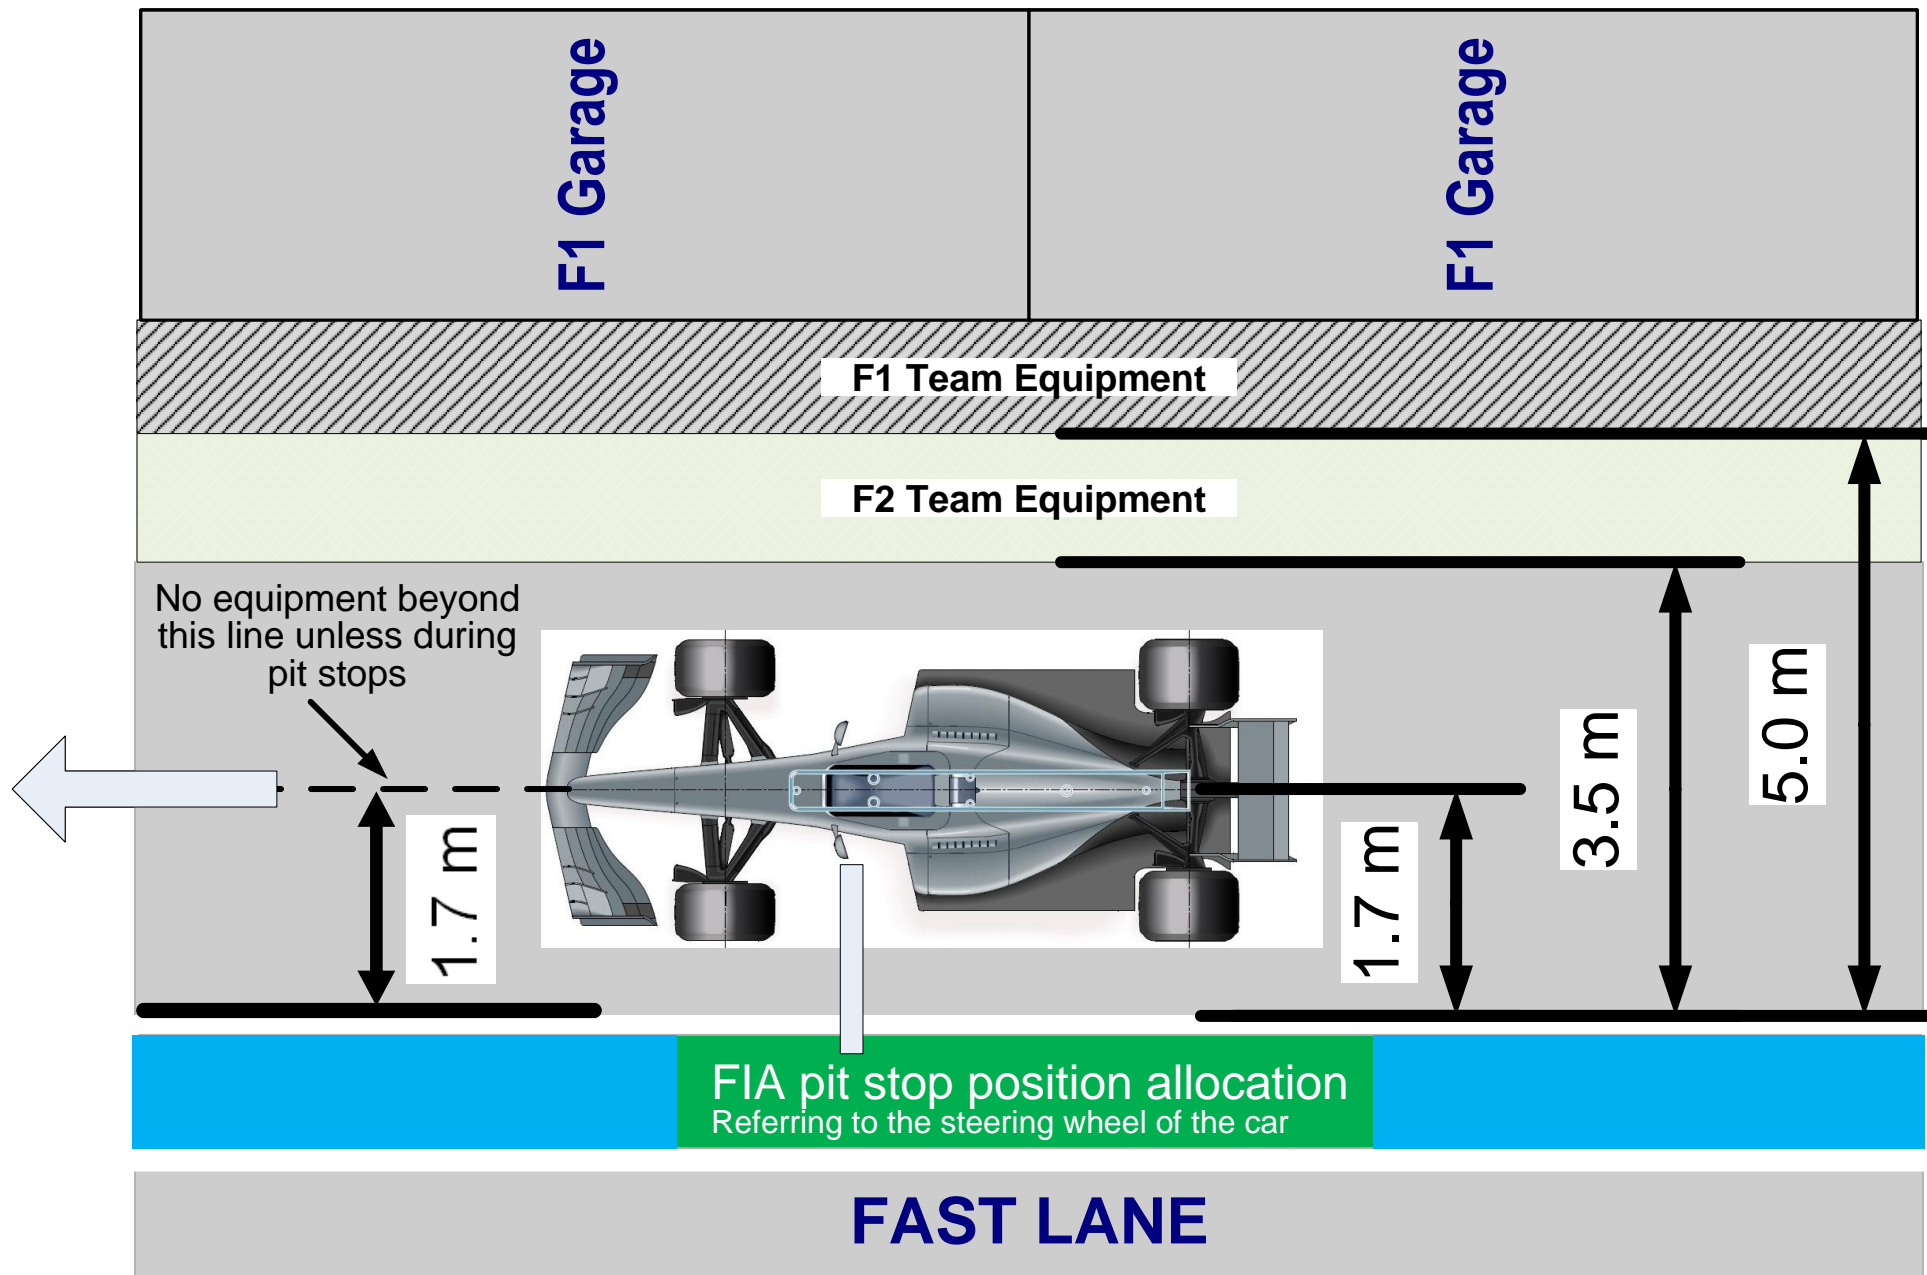 F1 Garage
F1 Garage
F1 Team Equipment
F2 Team Equipment
No equipment beyond
this line unless during
pit stops
1.7 m
1.7 m
3.5 m
5.0 m
FIA pit stop position allocation
Referring to the steering wheel of the car
FAST LANE